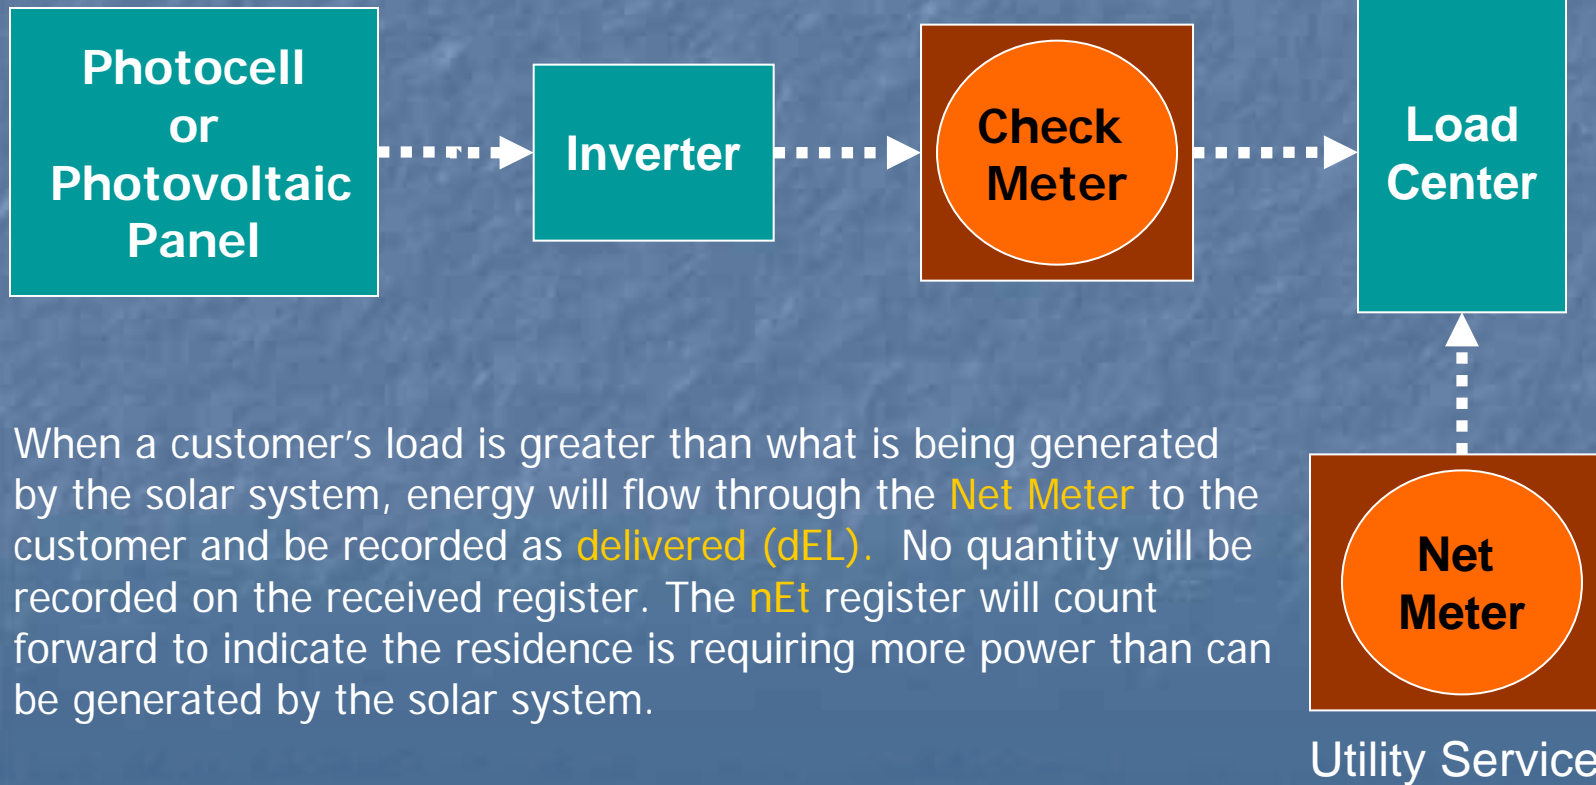 Photocell
or
Photovoltaic
Panel
Inverter
Check
Meter
Load
Center
When a customer’s load is greater than what is being generated
by the solar system, energy will flow through the Net Meter to the
customer and be recorded as delivered (dEL).  No quantity will be
recorded on the received register. The nEt register will count
forward to indicate the residence is requiring more power than can
be generated by the solar system.
Net
Meter
Utility Service